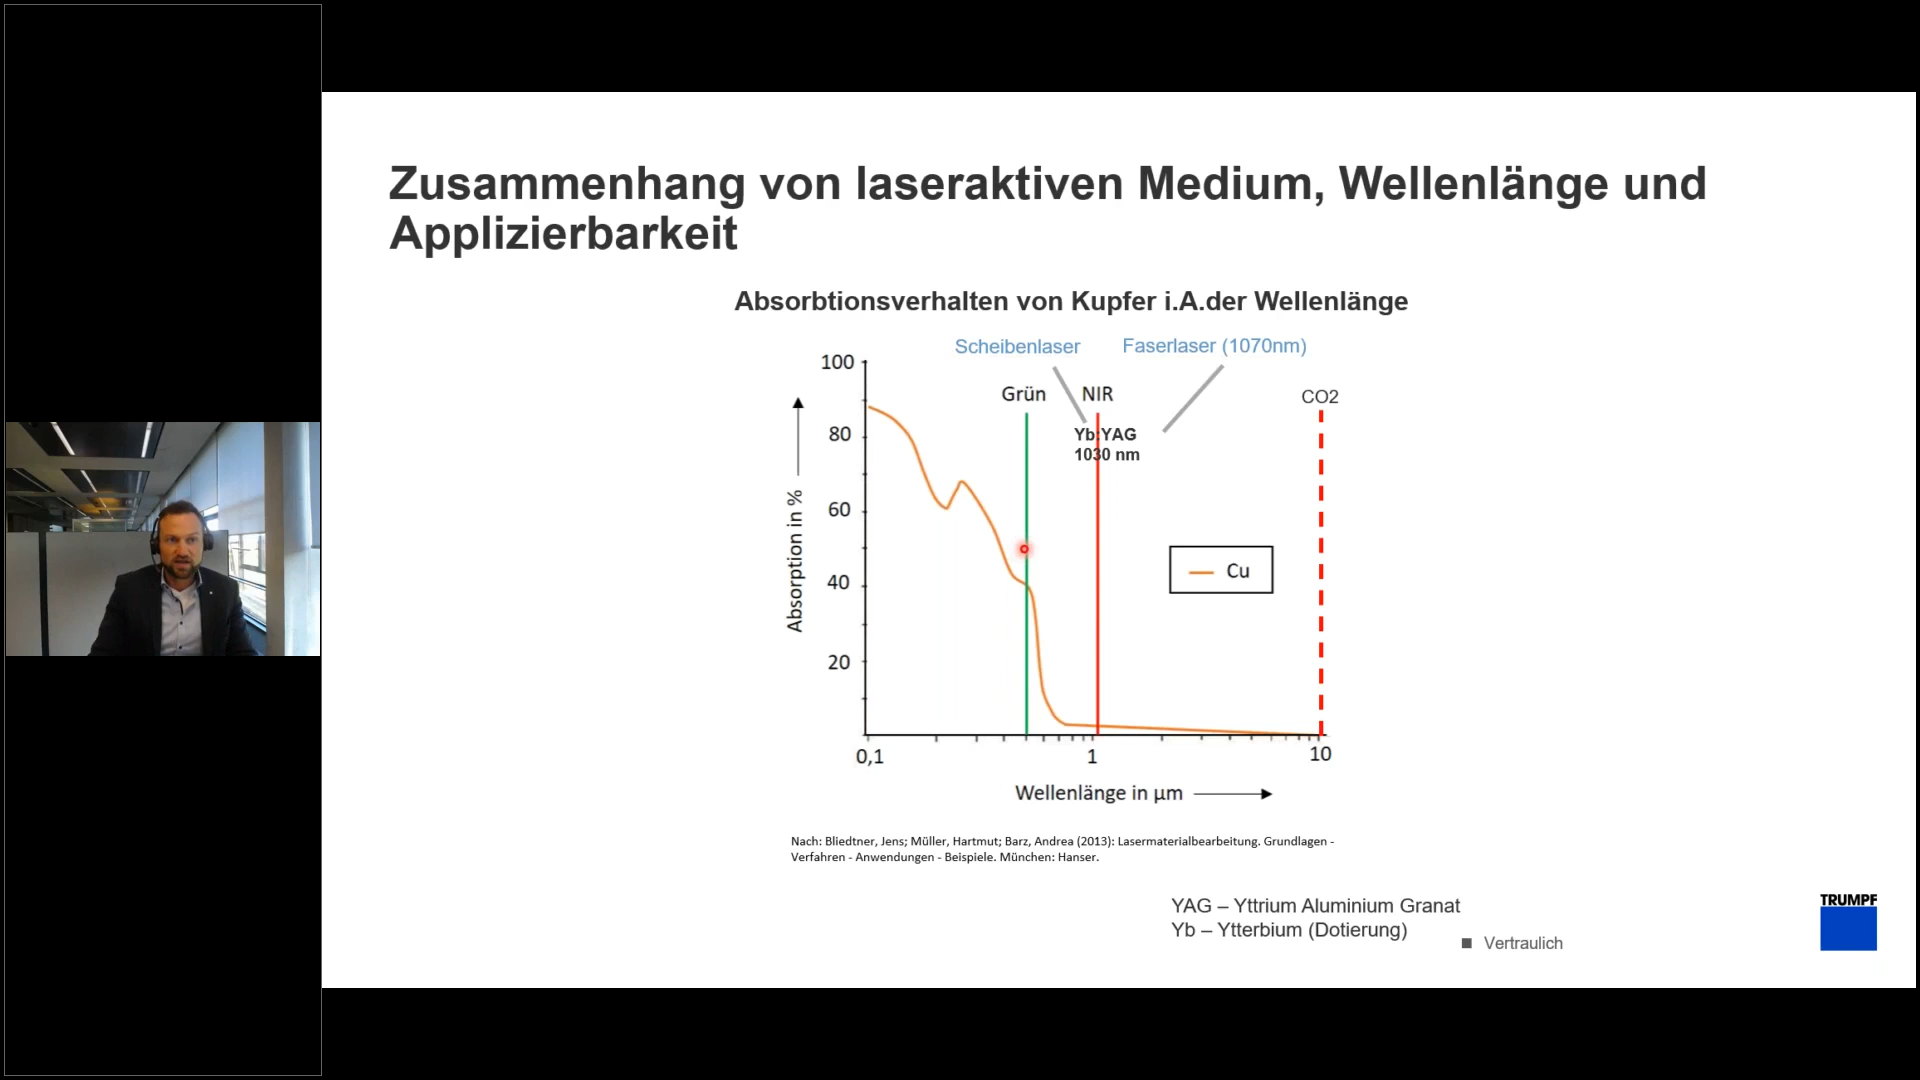 Zusammenhang von laseraktiven Medium, Wellenlänge und
Applizierbarkeit
Absorbtionsverhalten von Kupfer i.A.der Wellenlänge
Scheibenlaser
Faserlaser (1070nm)
Grün
NIR
CO2
Yb:YAG
1030 nm
100
80
60
40
20
Absorption in %
Cu
0,1
1
10
Wellenlänge in µm
Nach: Bliedtner, Jens; Müller, Hartmut; Barz, Andrea (2013): Lasermaterialbearbeitung. Grundlagen -
Verfahren - Anwendungen - Beispiele. München: Hanser.
YAG – Yttrium Aluminium Granat
Yb – Ytterbium (Dotierung)
Vertraulich
TRUMPF